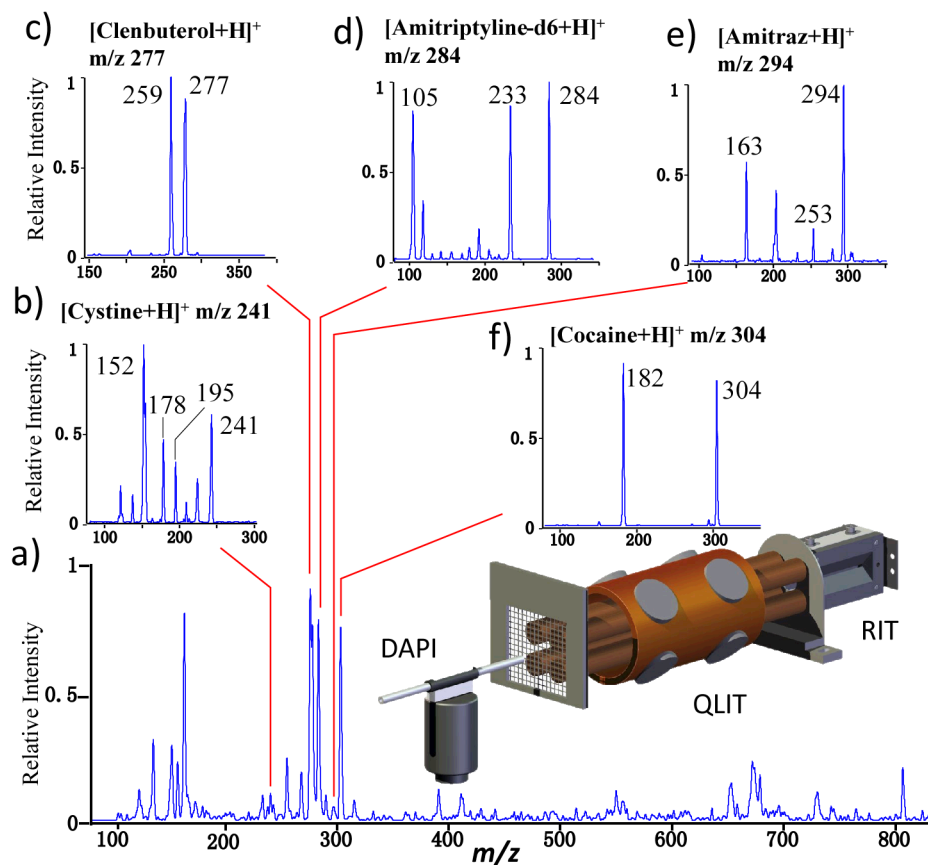 c)
[Clenbuterol+H]⁺
m/z 277
259
277
1
0.5
0
Relative Intensity
150
250
350
d)
[Amitriptyline-d6+H]⁺
m/z 284
105
233
284
1
0.5
0
100
200
300
e)
[Amitraz+H]⁺
m/z 294
294
163
253
1
0.5
0
100
200
300
b)
[Cystine+H]⁺ m/z 241
152
178
195
241
1
0.5
0
Relative Intensity
100
200
300
f)
[Cocaine+H]⁺ m/z 304
182
304
1
0.5
0
100
200
300
a)
1
0.5
0
Relative Intensity
100
200
300
400
500
600
700
800
m/z
DAPI
QLIT
RIT